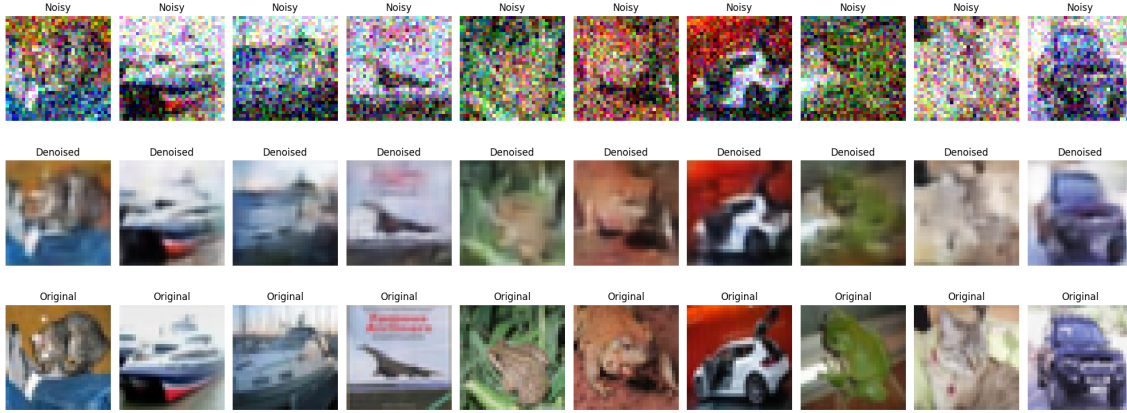 Noisy Noisy Noisy Noisy Noisy Noisy Noisy Noisy Noisy Noisy
Denoised Denoised Denoised Denoised Denoised Denoised Denoised Denoised Denoised Denoised
Original Original Original Original Original Original Original Original Original Original
Airliners